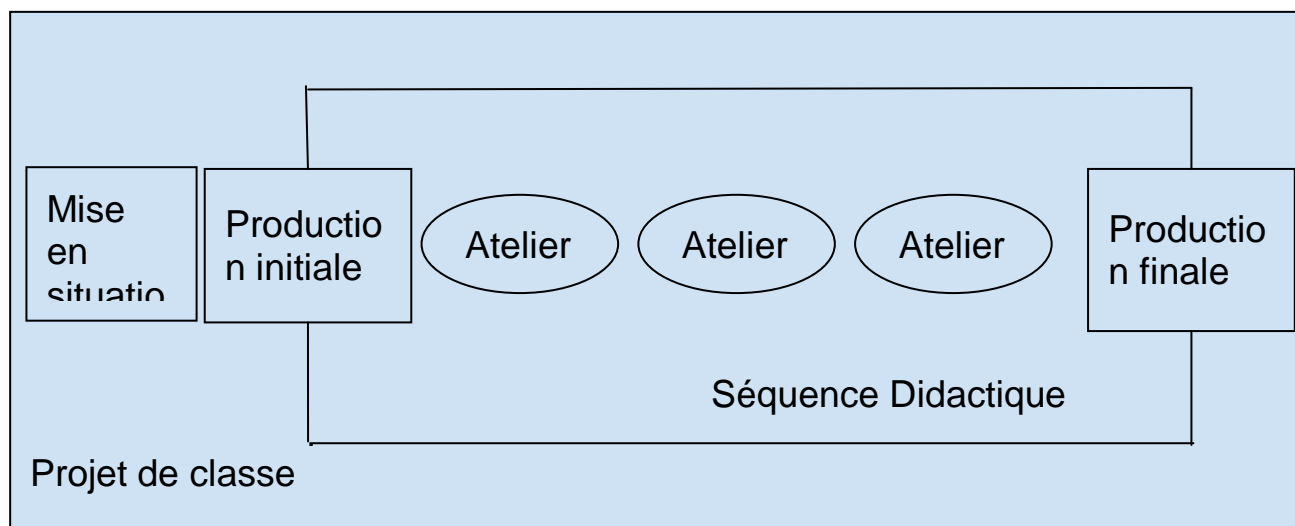 Mise
en
situatio
Productio
n initiale
Atelier
Atelier
Atelier
Productio
n finale
Séquence Didactique
Projet de classe